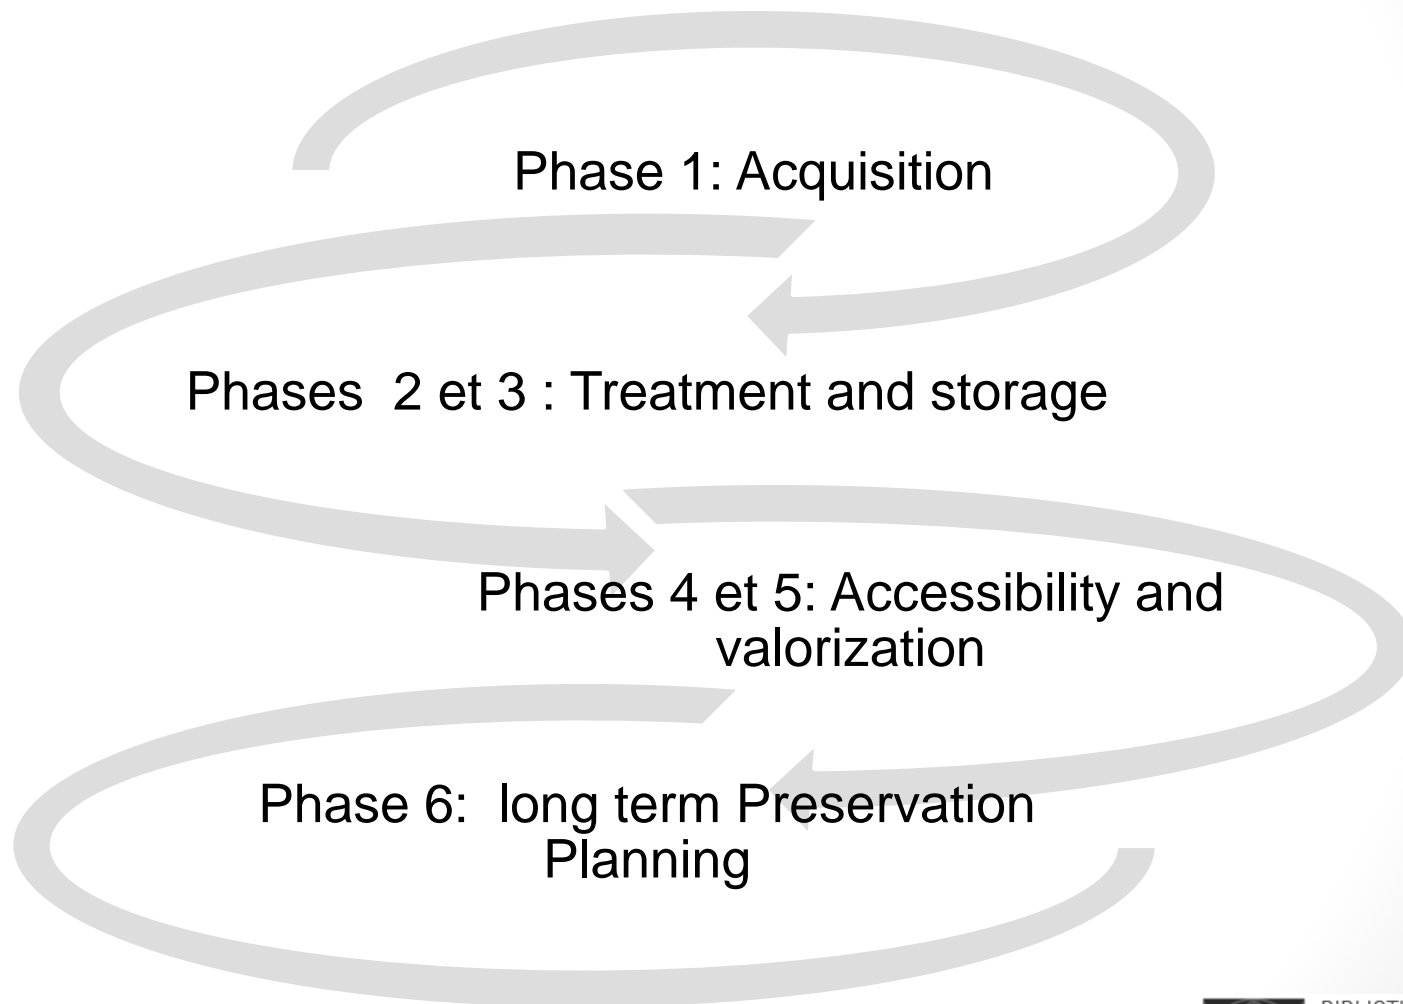 Phase 1: Acquisition
Phases 2 et 3 : Treatment and storage
Phases 4 et 5: Accessibility and
valorization
Phase 6: long term Preservation
Planning